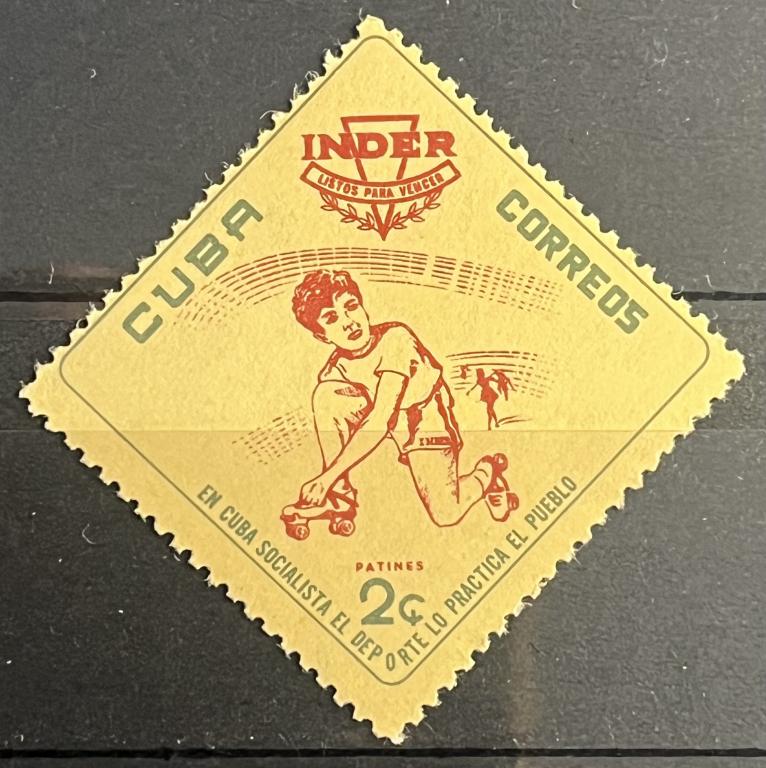 INDER
LISTOS PARA VENCER
CUBA
CORREOS
PATINES
2¢
EN CUBA SOCIALISTA EL DEPORTE LO PRACTICA EL PUEBLO